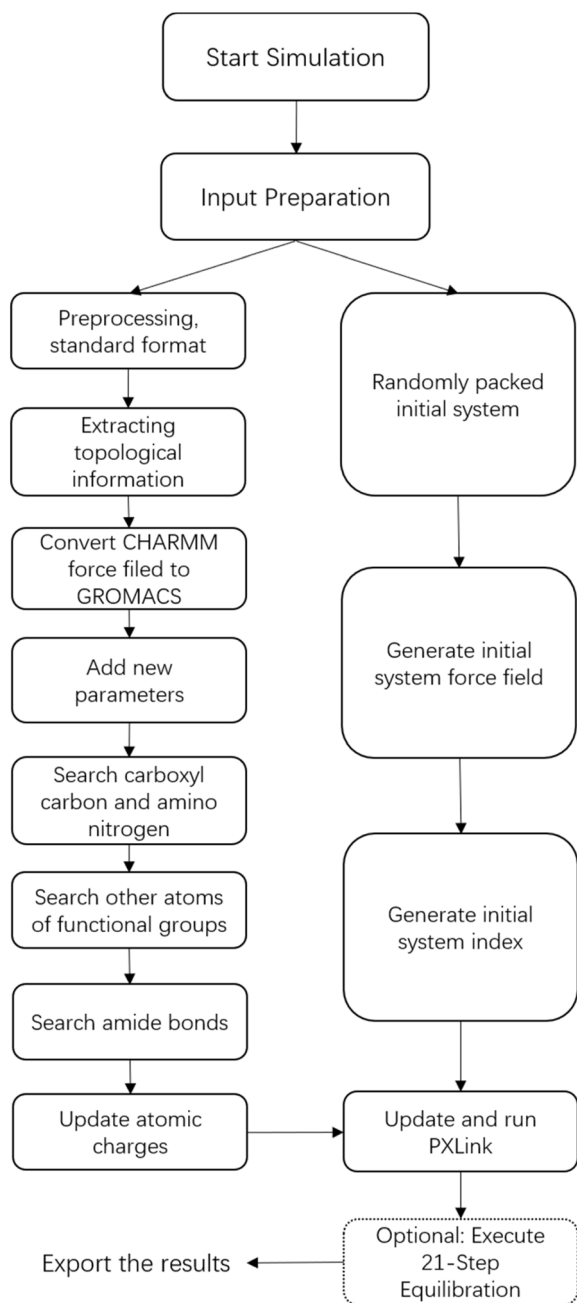 Start Simulation
Input Preparation
Preprocessing,
standard format
Extracting
topological
information
Convert CHARMM
force filed to
GROMACS
Add new
parameters
Search carboxyl
carbon and amino
nitrogen
Search other atoms
of functional groups
Search amide bonds
Update atomic
charges
Randomly packed
initial system
Generate initial
system force field
Generate initial
system index
Update and run
PXLink
Optional: Execute
21-Step
Equilibration
Export the results